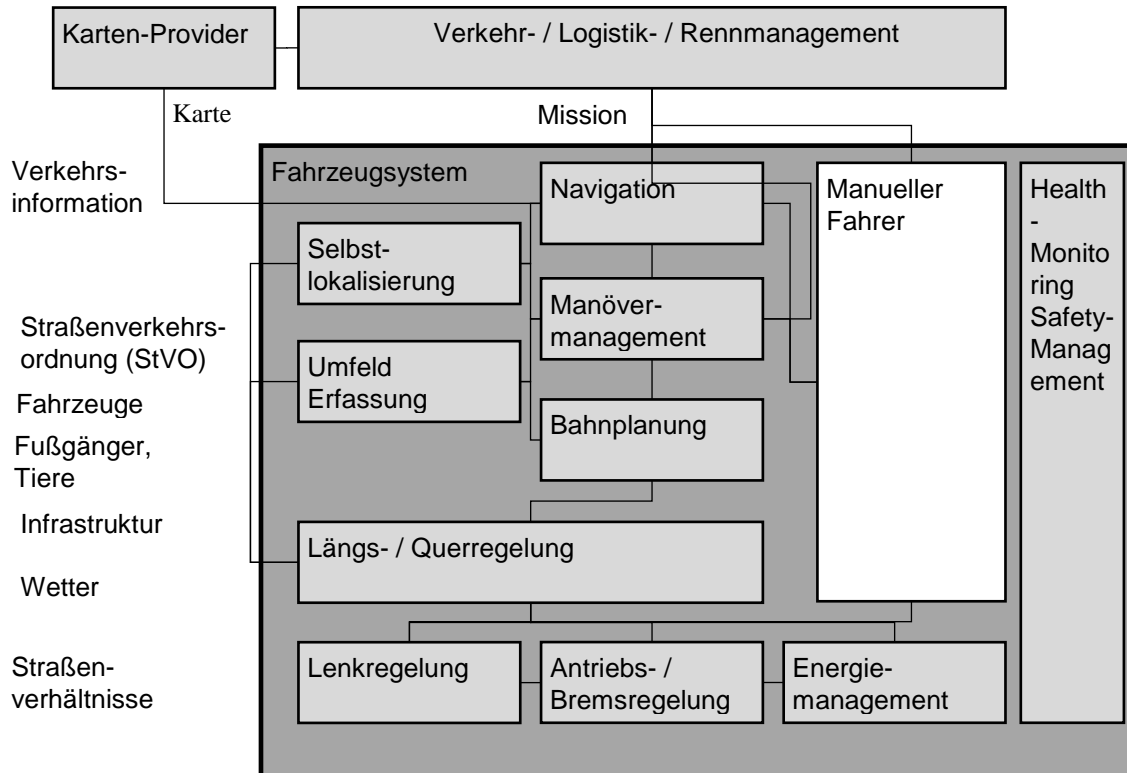 Karten-Provider
Verkehr- / Logistik- / Rennmanagement
Karte
Mission
Verkehrs-
information
Fahrzeugsystem
Navigation
Manueller
Fahrer
Health
-
Monito
ring
Safety-
Manag
ement
Selbst-
lokalisierung
Manöver-
management
Straßenverkehrs-
ordnung (StVO)
Umfeld
Erfassung
Fahrzeuge
Bahnplanung
Fußgänger,
Tiere
Infrastruktur
Längs- / Querregelung
Wetter
Straßen-
verhältnisse
Lenkregelung
Antriebs- /
Bremsregelung
Energie-
management